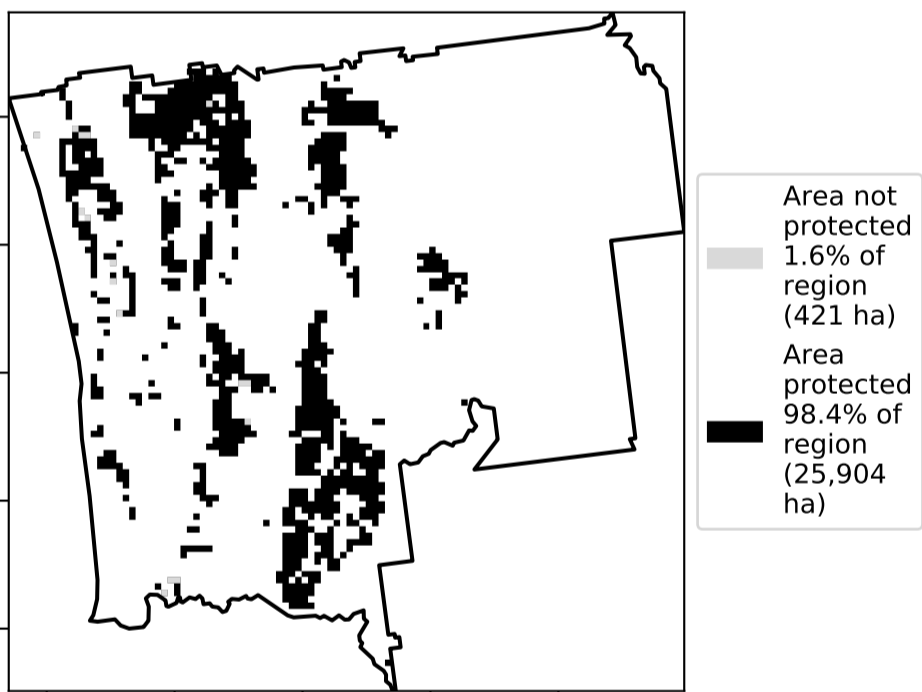 Area not
protected
1.6% of
region
(421 ha)
Area
protected
98.4% of
region
(25,904
ha)